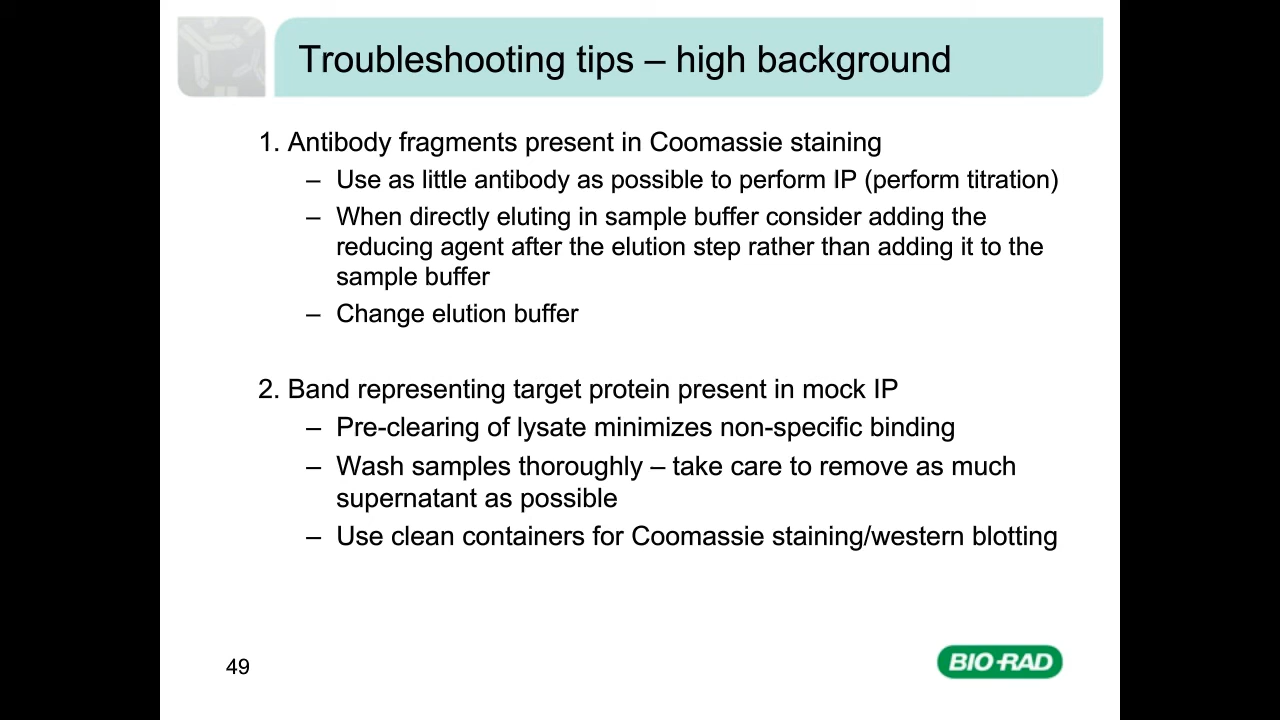 Troubleshooting tips – high background
1. Antibody fragments present in Coomassie staining
– Use as little antibody as possible to perform IP (perform titration)
– When directly eluting in sample buffer consider adding the
reducing agent after the elution step rather than adding it to the
sample buffer
– Change elution buffer
2. Band representing target protein present in mock IP
– Pre-clearing of lysate minimizes non-specific binding
– Wash samples thoroughly – take care to remove as much
supernatant as possible
– Use clean containers for Coomassie staining/western blotting
49
BIO-RAD